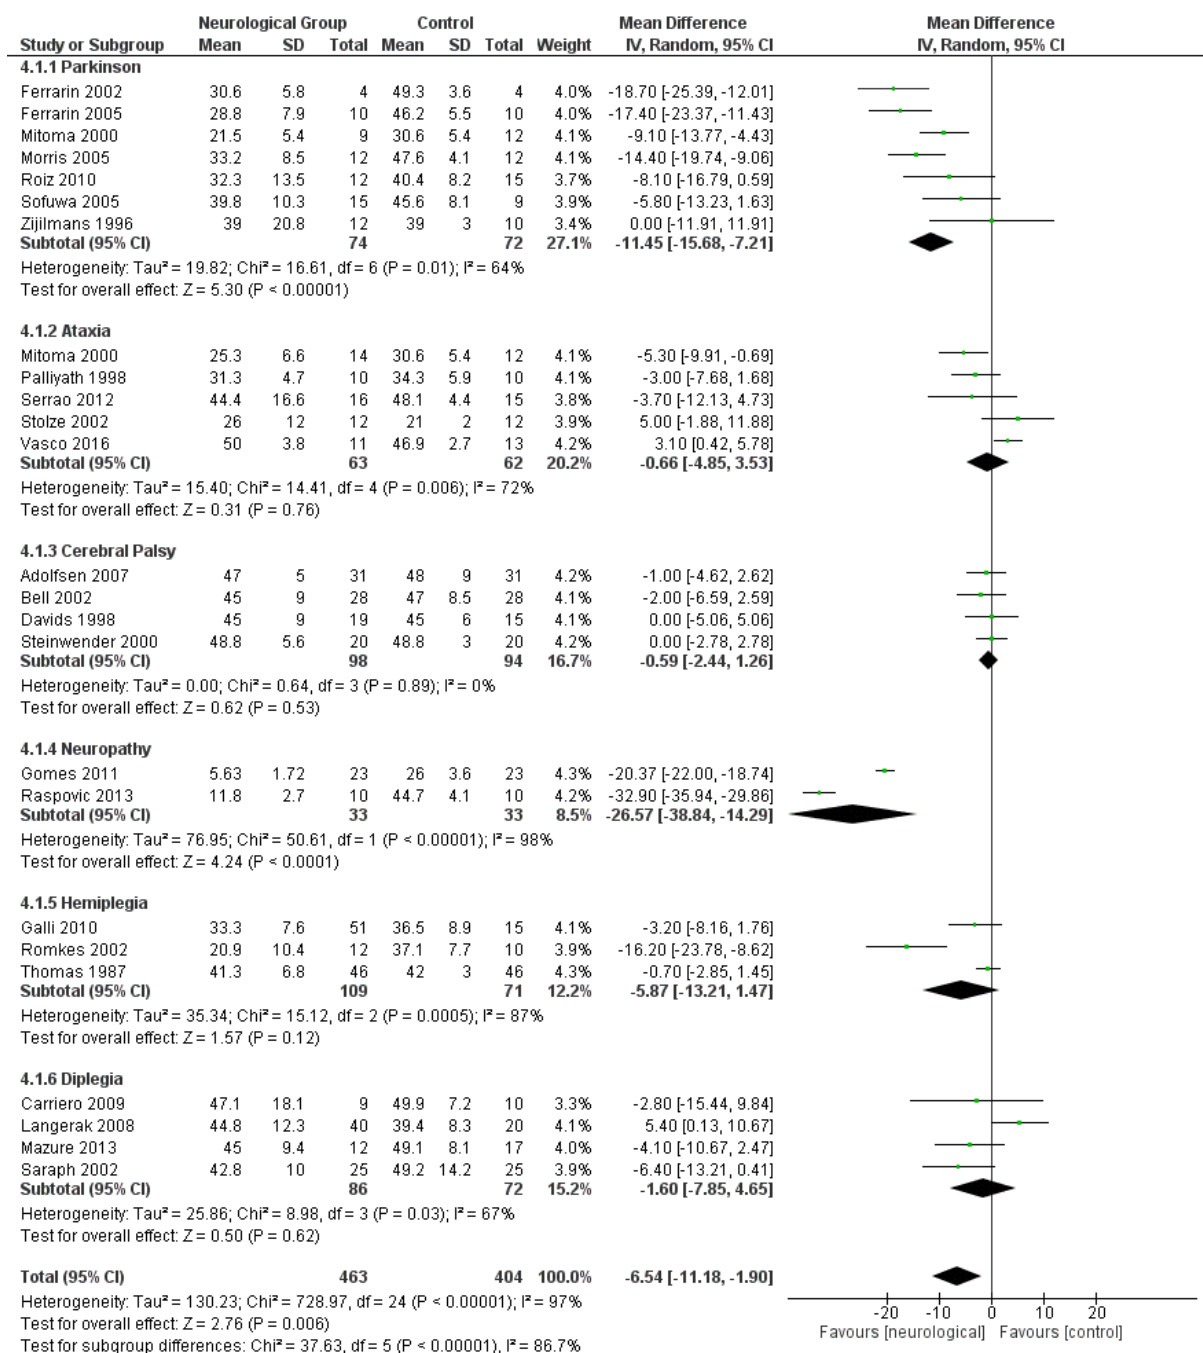 Neurological Group Control Mean Difference Mean Difference
Study or Subgroup Mean SD Total Mean SD Total Weight IV, Random, 95% CI IV, Random, 95% CI
4.1.1 Parkinson
Ferrarin 2002 30.6 5.8 4 49.3 3.6 4 4.0% -18.70 [-25.39, -12.01]
Ferrarin 2005 28.8 7.9 10 46.2 5.5 10 4.0% -17.40 [-23.37, -11.43]
Mitoma 2000 21.5 5.4 9 30.6 5.4 12 4.1% -9.10 [-13.77, -4.43]
Morris 2005 33.2 8.5 12 47.6 4.1 12 4.1% -14.40 [-19.74, -9.06]
Roiz 2010 32.3 13.5 12 40.4 8.2 15 3.7% -8.10 [-16.79, 0.59]
Sofuwa 2005 39.8 10.3 15 45.6 8.1 9 3.9% -5.80 [-13.23, 1.63]
Zijilmans 1996 39 20.8 12 39 3 10 3.4% 0.00 [-11.91, 11.91]
Subtotal (95% CI) 74 72 27.1% -11.45 [-15.68, -7.21]
Heterogeneity: Tau² = 19.82; Chi² = 16.61, df = 6 (P = 0.01); I² = 64%
Test for overall effect: Z = 5.30 (P < 0.00001)
4.1.2 Ataxia
Mitoma 2000 25.3 6.6 14 30.6 5.4 12 4.1% -5.30 [-9.91, -0.69]
Palliyath 1998 31.3 4.7 10 34.3 5.9 10 4.1% -3.00 [-7.68, 1.68]
Serrao 2012 44.4 16.6 16 48.1 4.4 15 3.8% -3.70 [-12.13, 4.73]
Stolze 2002 26 12 12 21 2 12 3.9% 5.00 [-1.88, 11.88]
Vasco 2016 50 3.8 11 46.9 2.7 13 4.2% 3.10 [0.42, 5.78]
Subtotal (95% CI) 63 62 20.2% -0.66 [-4.85, 3.53]
Heterogeneity: Tau² = 15.40; Chi² = 14.41, df = 4 (P = 0.006); I² = 72%
Test for overall effect: Z = 0.31 (P = 0.76)
4.1.3 Cerebral Palsy
Adolfsen 2007 47 5 31 48 9 31 4.2% -1.00 [-4.62, 2.62]
Bell 2002 45 9 28 47 8.5 28 4.1% -2.00 [-6.59, 2.59]
Davids 1998 45 9 19 45 6 15 4.1% 0.00 [-5.06, 5.06]
Steinwender 2000 48.8 5.6 20 48.8 3 20 4.2% 0.00 [-2.78, 2.78]
Subtotal (95% CI) 98 94 16.7% -0.59 [-2.44, 1.26]
Heterogeneity: Tau² = 0.00; Chi² = 0.64, df = 3 (P = 0.89); I² = 0%
Test for overall effect: Z = 0.62 (P = 0.53)
4.1.4 Neuropathy
Gomes 2011 5.63 1.72 23 26 3.6 23 4.3% -20.37 [-22.00, -18.74]
Raspovic 2013 11.8 2.7 10 44.7 4.1 10 4.2% -32.90 [-35.94, -29.86]
Subtotal (95% CI) 33 33 8.5% -26.57 [-38.84, -14.29]
Heterogeneity: Tau² = 76.95; Chi² = 50.61, df = 1 (P < 0.00001); I² = 98%
Test for overall effect: Z = 4.24 (P < 0.0001)
4.1.5 Hemiplegia
Galli 2010 33.3 7.6 51 36.5 8.9 15 4.1% -3.20 [-8.16, 1.76]
Romkes 2002 20.9 10.4 12 37.1 7.7 10 3.9% -16.20 [-23.78, -8.62]
Thomas 1987 41.3 6.8 46 42 3 46 4.3% -0.70 [-2.85, 1.45]
Subtotal (95% CI) 109 71 12.2% -5.87 [-13.21, 1.47]
Heterogeneity: Tau² = 35.34; Chi² = 15.12, df = 2 (P = 0.0005); I² = 87%
Test for overall effect: Z = 1.57 (P = 0.12)
4.1.6 Diplegia
Carriero 2009 47.1 18.1 9 49.9 7.2 10 3.3% -2.80 [-15.44, 9.84]
Langerak 2008 44.8 12.3 40 39.4 8.3 20 4.1% 5.40 [0.13, 10.67]
Mazure 2013 45 9.4 12 49.1 8.1 17 4.0% -4.10 [-10.67, 2.47]
Saraph 2002 42.8 10 25 49.2 14.2 25 3.9% -6.40 [-13.21, 0.41]
Subtotal (95% CI) 86 72 15.2% -1.60 [-7.85, 4.65]
Heterogeneity: Tau² = 25.86; Chi² = 8.98, df = 3 (P = 0.03); I² = 67%
Test for overall effect: Z = 0.50 (P = 0.62)
Total (95% CI) 463 404 100.0% -6.54 [-11.18, -1.90]
Heterogeneity: Tau² = 130.23; Chi² = 728.97, df = 24 (P < 0.00001); I² = 97%
Test for overall effect: Z = 2.76 (P = 0.006)
Test for subgroup differences: Chi² = 37.63, df = 5 (P < 0.00001), I² = 86.7%
-20 -10 0 10 20
Favours [neurological] Favours [control]